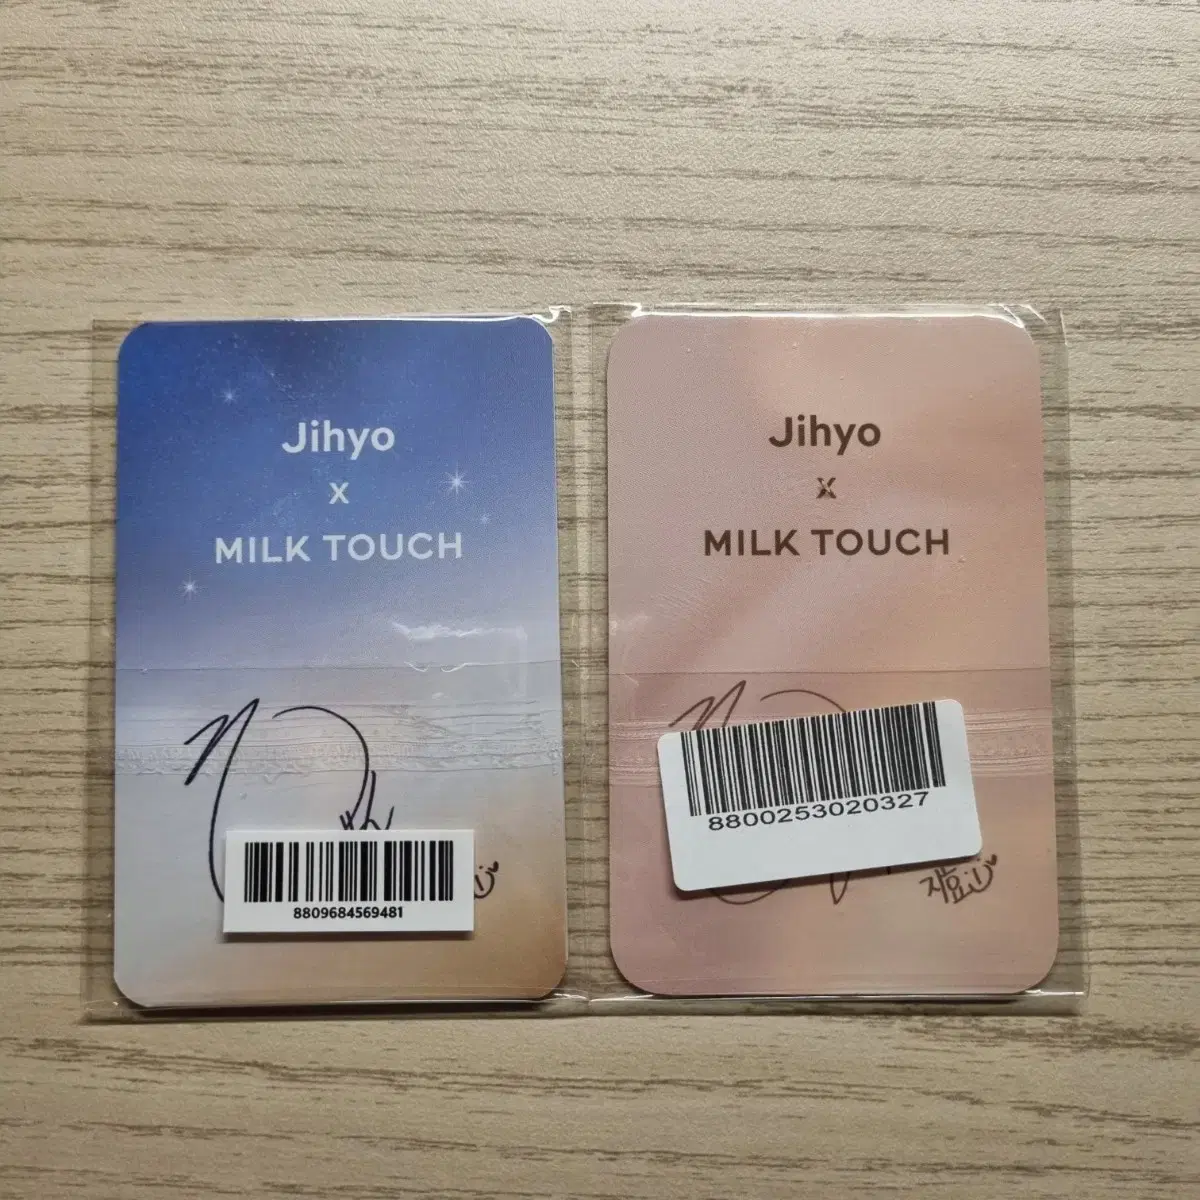 Jihyo
x
MILK TOUCH
8809684569481
Jihyo
x
MILK TOUCH
8800253020327
지효